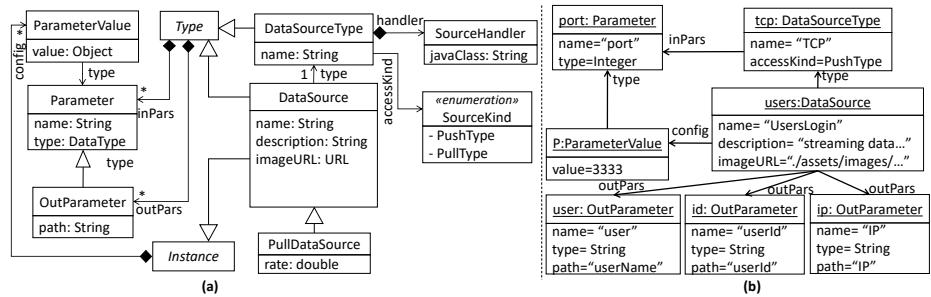 ParameterValue
value: Object
config
*
type
Parameter
name: String
type: DataType
type
OutParameter
path: String
Type
*
inPars
*
outPars
Instance
DataSourceType
name: String
handler
SourceHandler
javaClass: String
1
type
accessKind
«enumeration»
SourceKind
- PushType
- PullType
DataSource
name: String
description: String
imageURL: URL
PullDataSource
rate: double
(a)
port: Parameter
name=“port”
type=Integer
inPars
tcp: DataSourceType
name= “TCP”
accessKind=PushType
type
type
users:DataSource
name= “UsersLogin”
description= “streaming data...”
imageURL=“./assets/images/...”
config
P:ParameterValue
value=3333
outPars
outPars
outPars
user: OutParameter
name= “user”
type= String
path=“userName”
id: OutParameter
name= “userId”
type= String
path=“userId”
ip: OutParameter
name= “IP”
type= String
path=“IP”
(b)